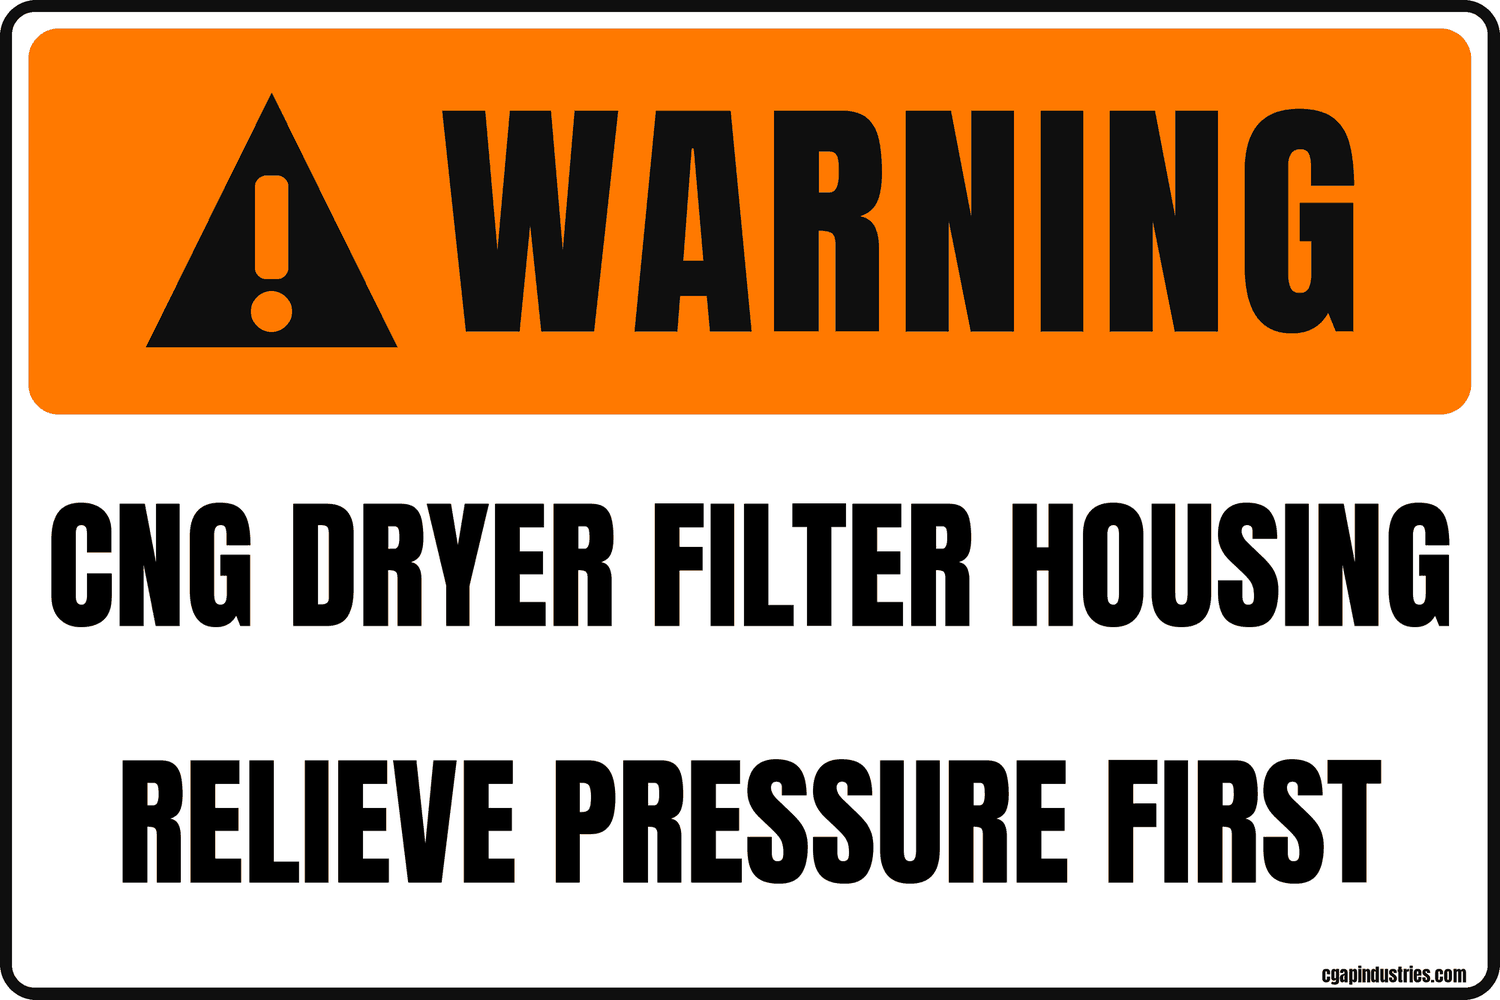 WARNING
CNG DRYER FILTER HOUSING
RELIEVE PRESSURE FIRST
cgapindustries.com